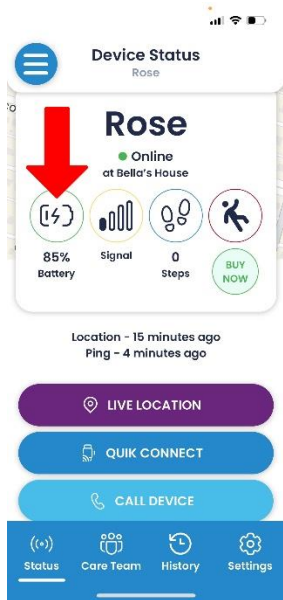 Device Status
Rose
Rose
Online
at Bella's House
85%
Battery
Signal
0
Steps
BUY
NOW
Location - 15 minutes ago
Ping - 4 minutes ago
LIVE LOCATION
QUIK CONNECT
CALL DEVICE
Status
Care Team
History
Settings